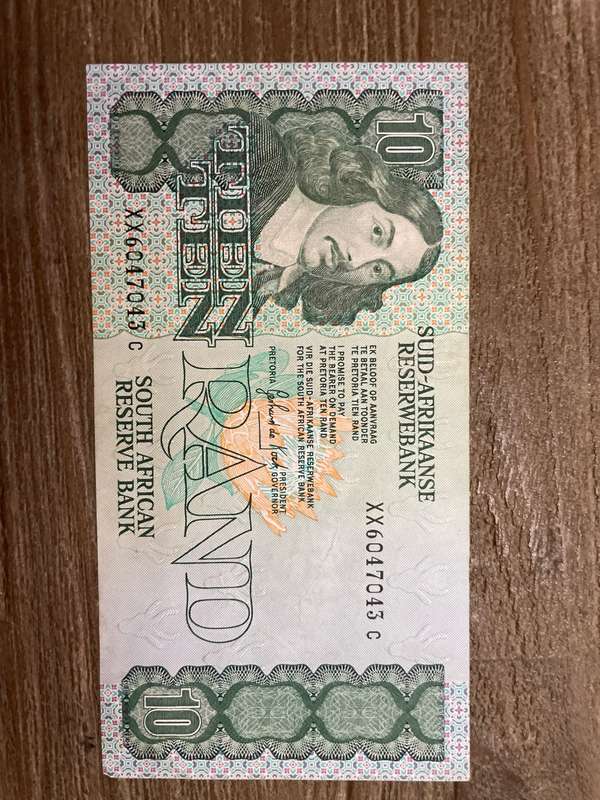 10
SUID-AFRIKAANSE
RESERWEBANK
XX6047043 C
EK BELOOF OP AANVRAAG
TE BETAAL AAN TOONDER
TE PRETORIA TIEN RAND
I PROMISE TO PAY
THE BEARER ON DEMAND
AT PRETORIA TEN RAND
VIR DIE SUID-AFRIKAANSE RESERWEBANK
FOR THE SOUTH AFRICAN RESERVE BANK
PRETORIA
PRESIDENT
GOVERNOR
TIEN
TEN
RAND
XX6047043 C
SOUTH AFRICAN
RESERVE BANK
10